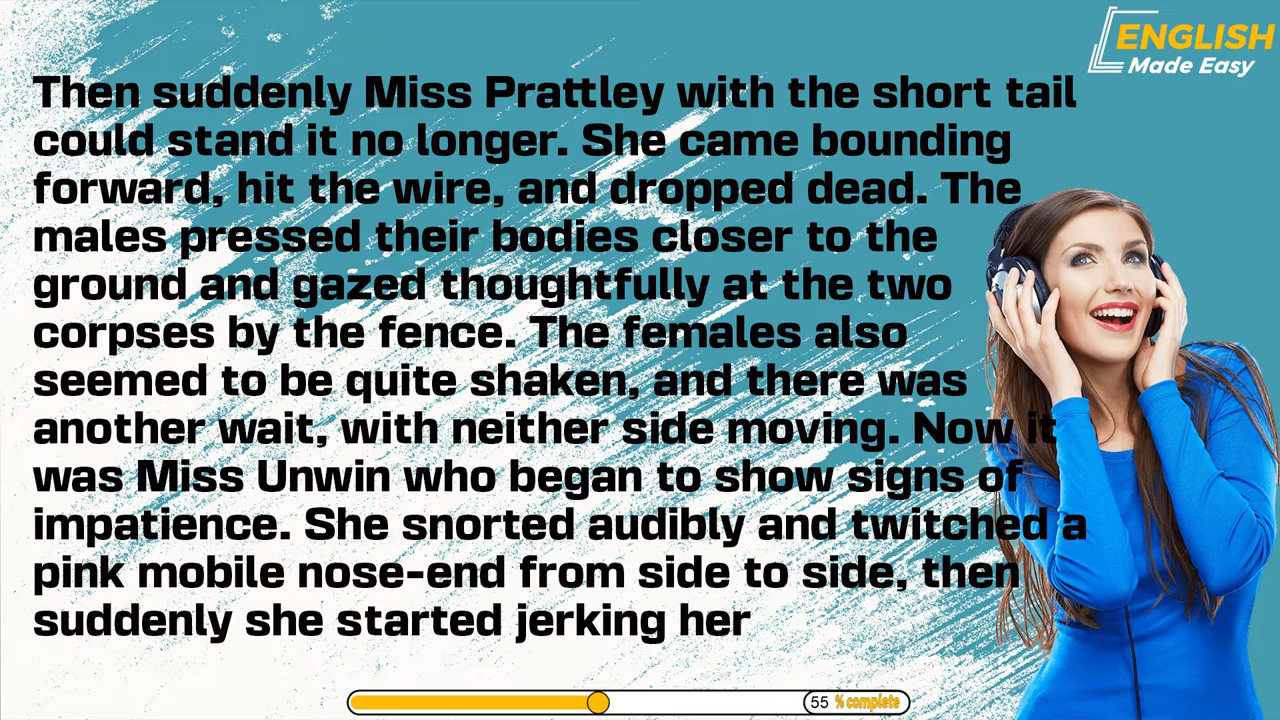 ENGLISH
Made Easy
Then suddenly Miss Prattley with the short tail
could stand it no longer. She came bounding
forward, hit the wire, and dropped dead. The
males pressed their bodies closer to the
ground and gazed thoughtfully at the two
corpses by the fence. The females also
seemed to be quite shaken, and there was
another wait, with neither side moving. Now it
was Miss Unwin who began to show signs of
impatience. She snorted audibly and twitched a
pink mobile nose-end from side to side, then
suddenly she started jerking her
55 % complete